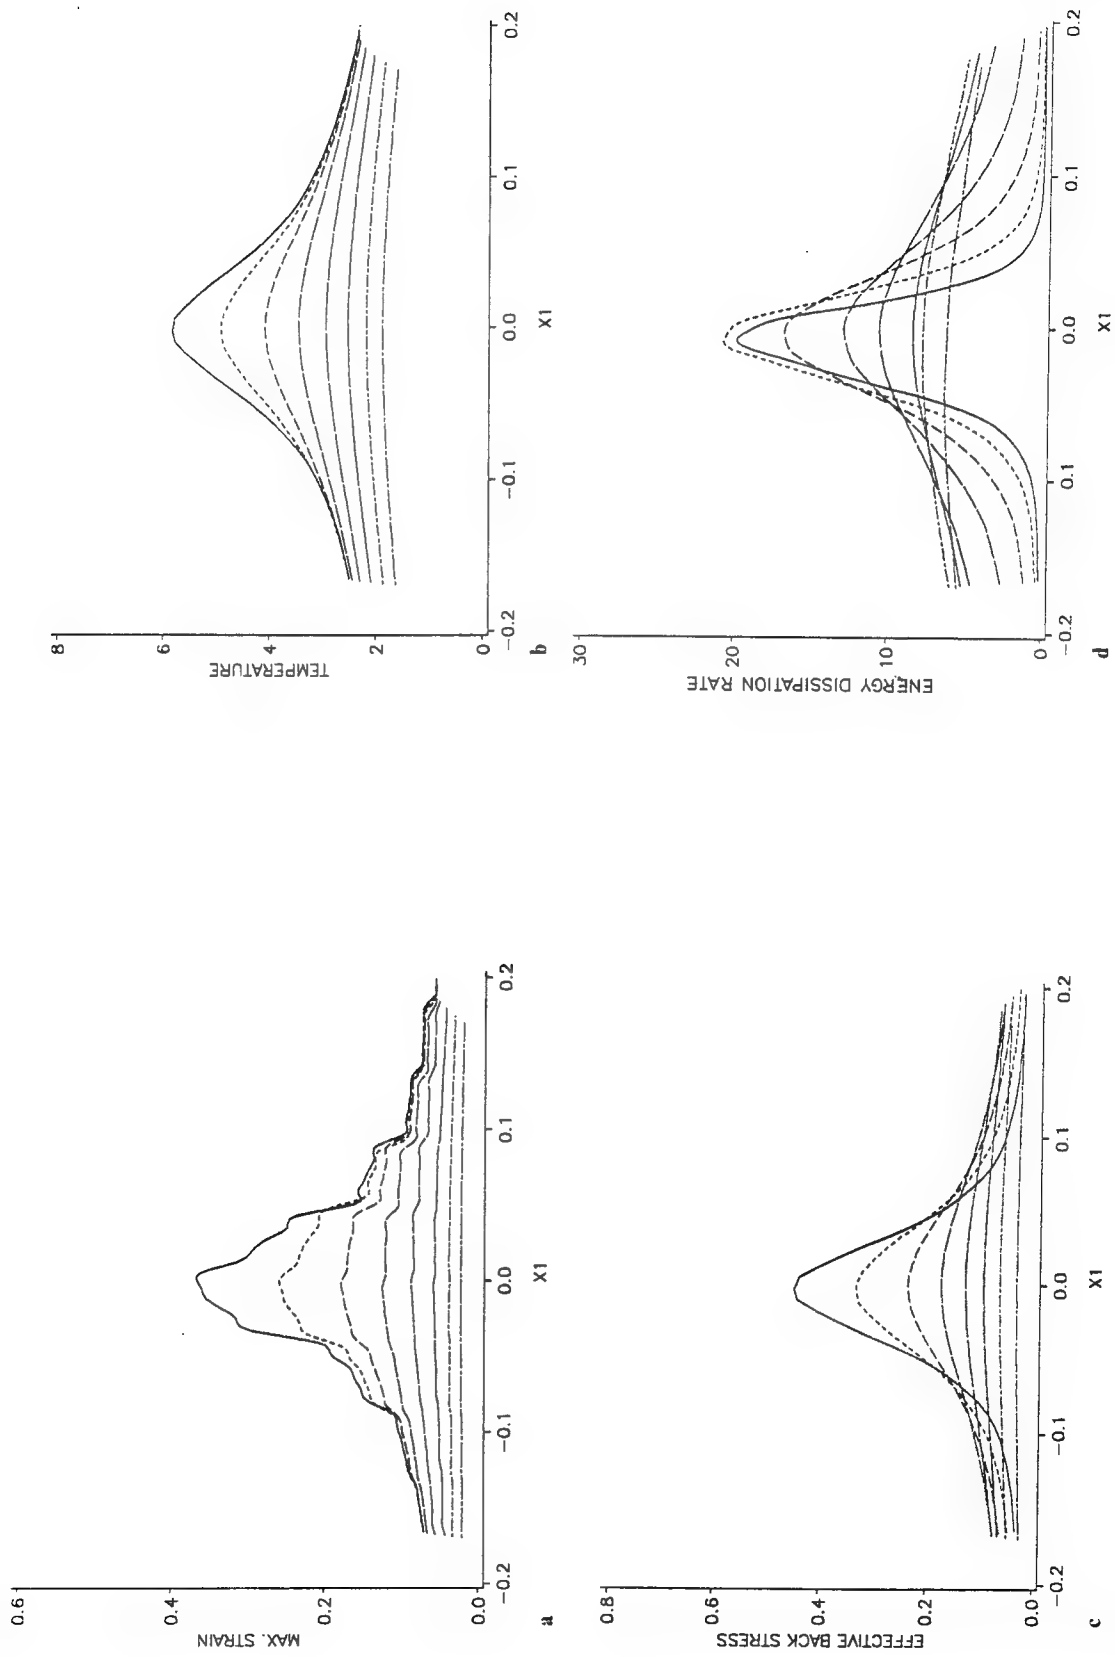 0.6
0.4
0.2
0.0
MAX. STRAIN
−0.2 −0.1 0.0 0.1 0.2
X1
a
8
6
4
2
0
TEMPERATURE
−0.2 −0.1 0.0 0.1 0.2
X1
b
0.8
0.6
0.4
0.2
0.0
EFFECTIVE BACK STRESS
−0.2 −0.1 0.0 0.1 0.2
X1
c
30
20
10
0
ENERGY DISSIPATION RATE
−0.2 0.1 0.0 0.1 0.2
X1
d